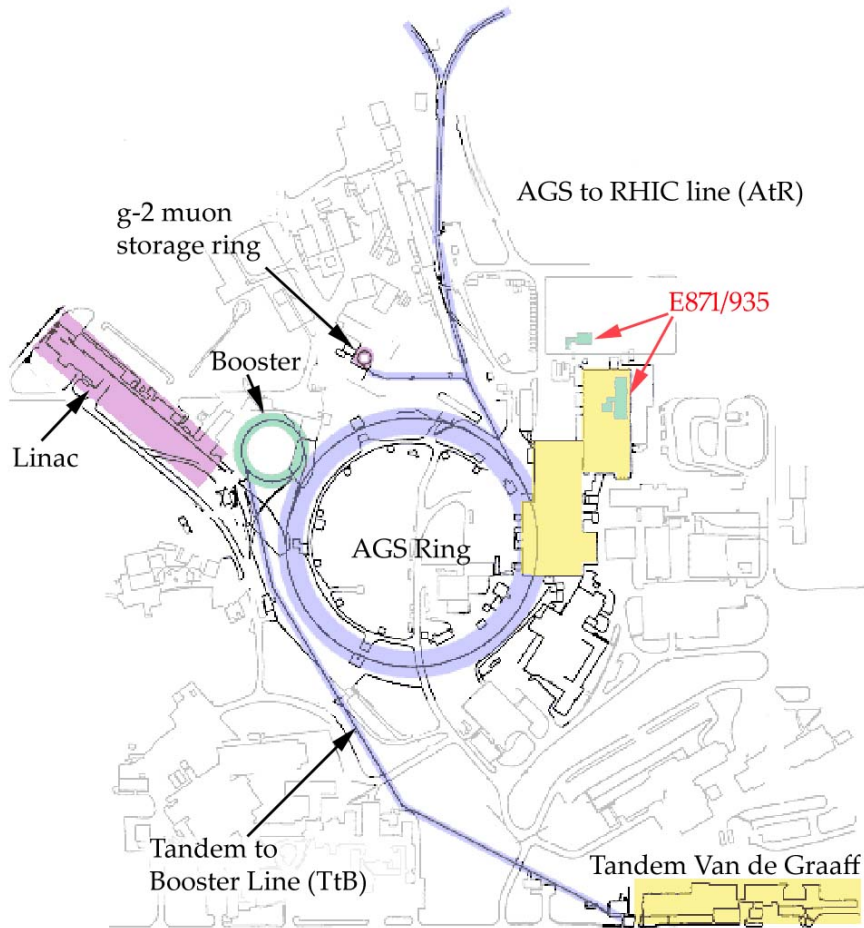 AGS to RHIC line (AtR)
g-2 muon
storage ring
E871/935
Booster
Linac
AGS Ring
Tandem to
Booster Line (TtB)
Tandem Van de Graaff